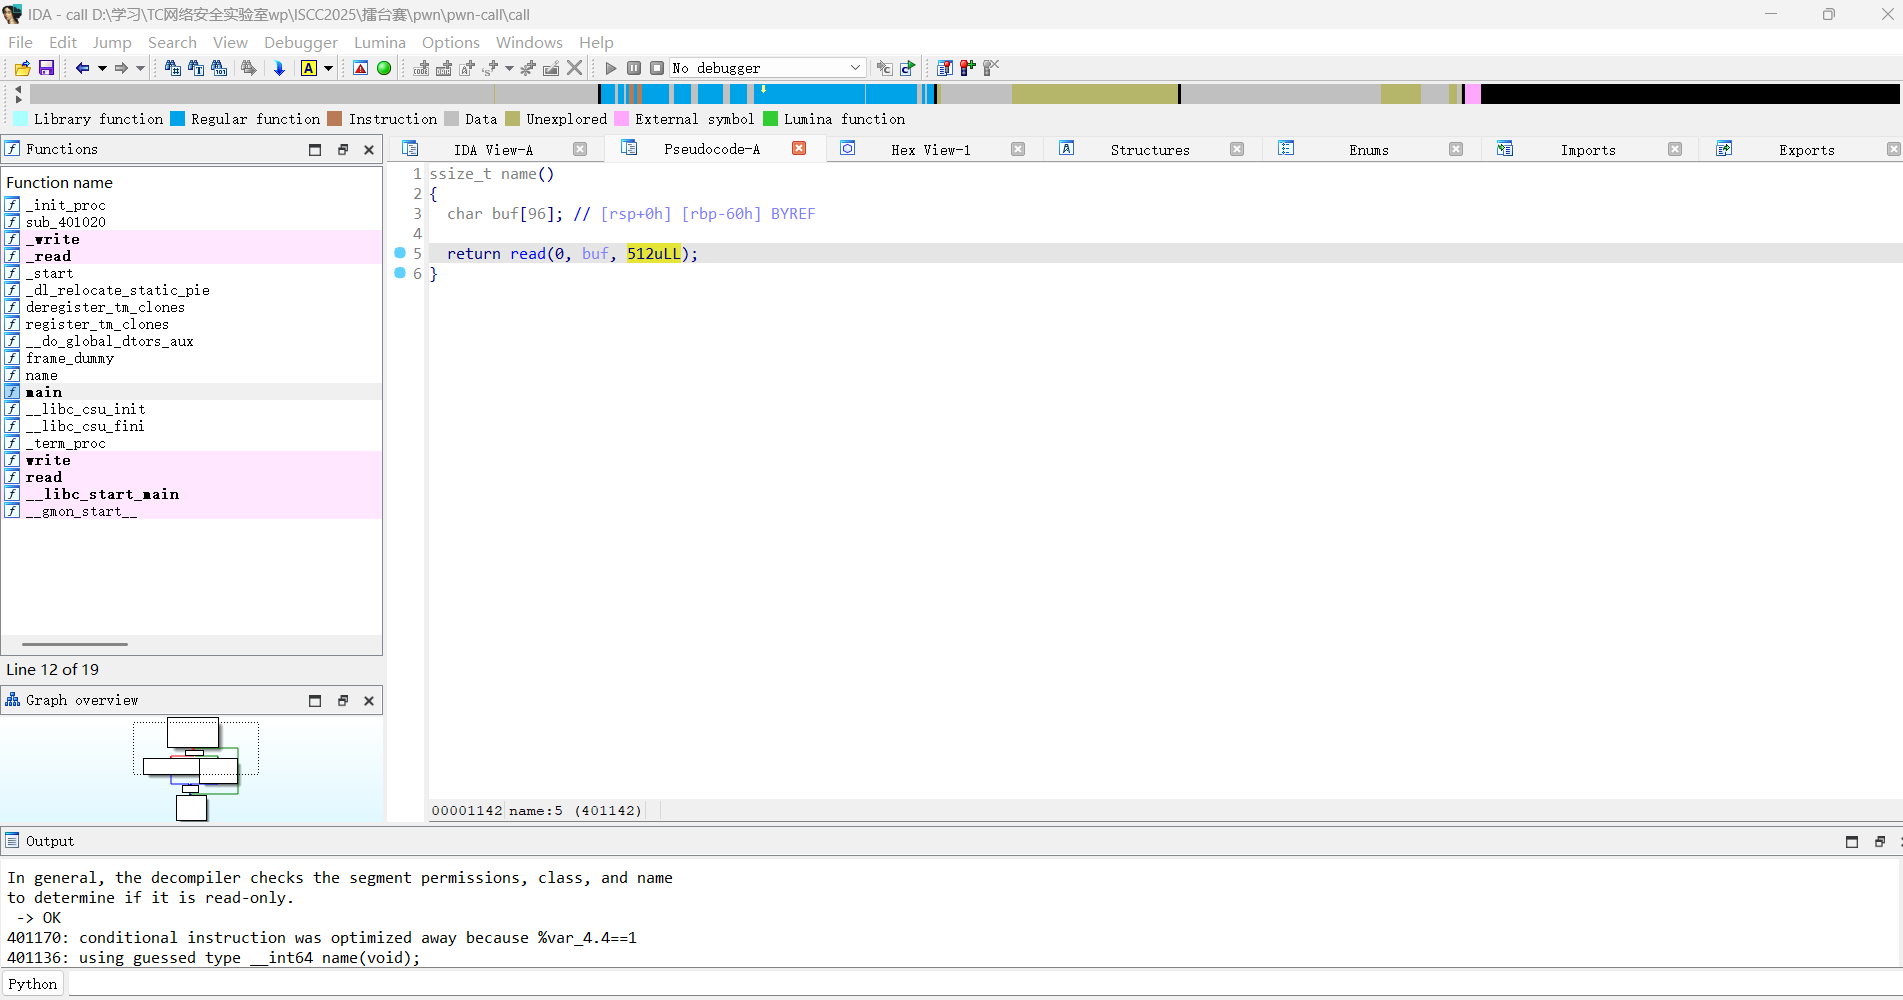 IDA - call D:\学习\TC网络安全实验室wp\ISCC2025\擂台赛\pwn\pwn-call\call
File Edit Jump Search View Debugger Lumina Options Windows Help
No debugger
Library function Regular function Instruction Data Unexplored External symbol Lumina function
Functions
IDA View-A Pseudocode-A Hex View-1 Structures Enums Imports Exports
Function name
_init_proc
sub_401020
_write
_read
_start
_dl_relocate_static_pie
deregister_tm_clones
register_tm_clones
__do_global_dtors_aux
frame_dummy
name
main
__libc_csu_init
__libc_csu_fini
_term_proc
write
read
__libc_start_main
__gmon_start__
Line 12 of 19
Graph overview
1 ssize_t name()
2 {
3 char buf[96]; // [rsp+0h] [rbp-60h] BYREF
4
5 return read(0, buf, 512uLL);
6 }
00001142 name:5 (401142)
Output
In general, the decompiler checks the segment permissions, class, and name
to determine if it is read-only.
-> OK
401170: conditional instruction was optimized away because %var_4.4==1
401136: using guessed type __int64 name(void);
Python